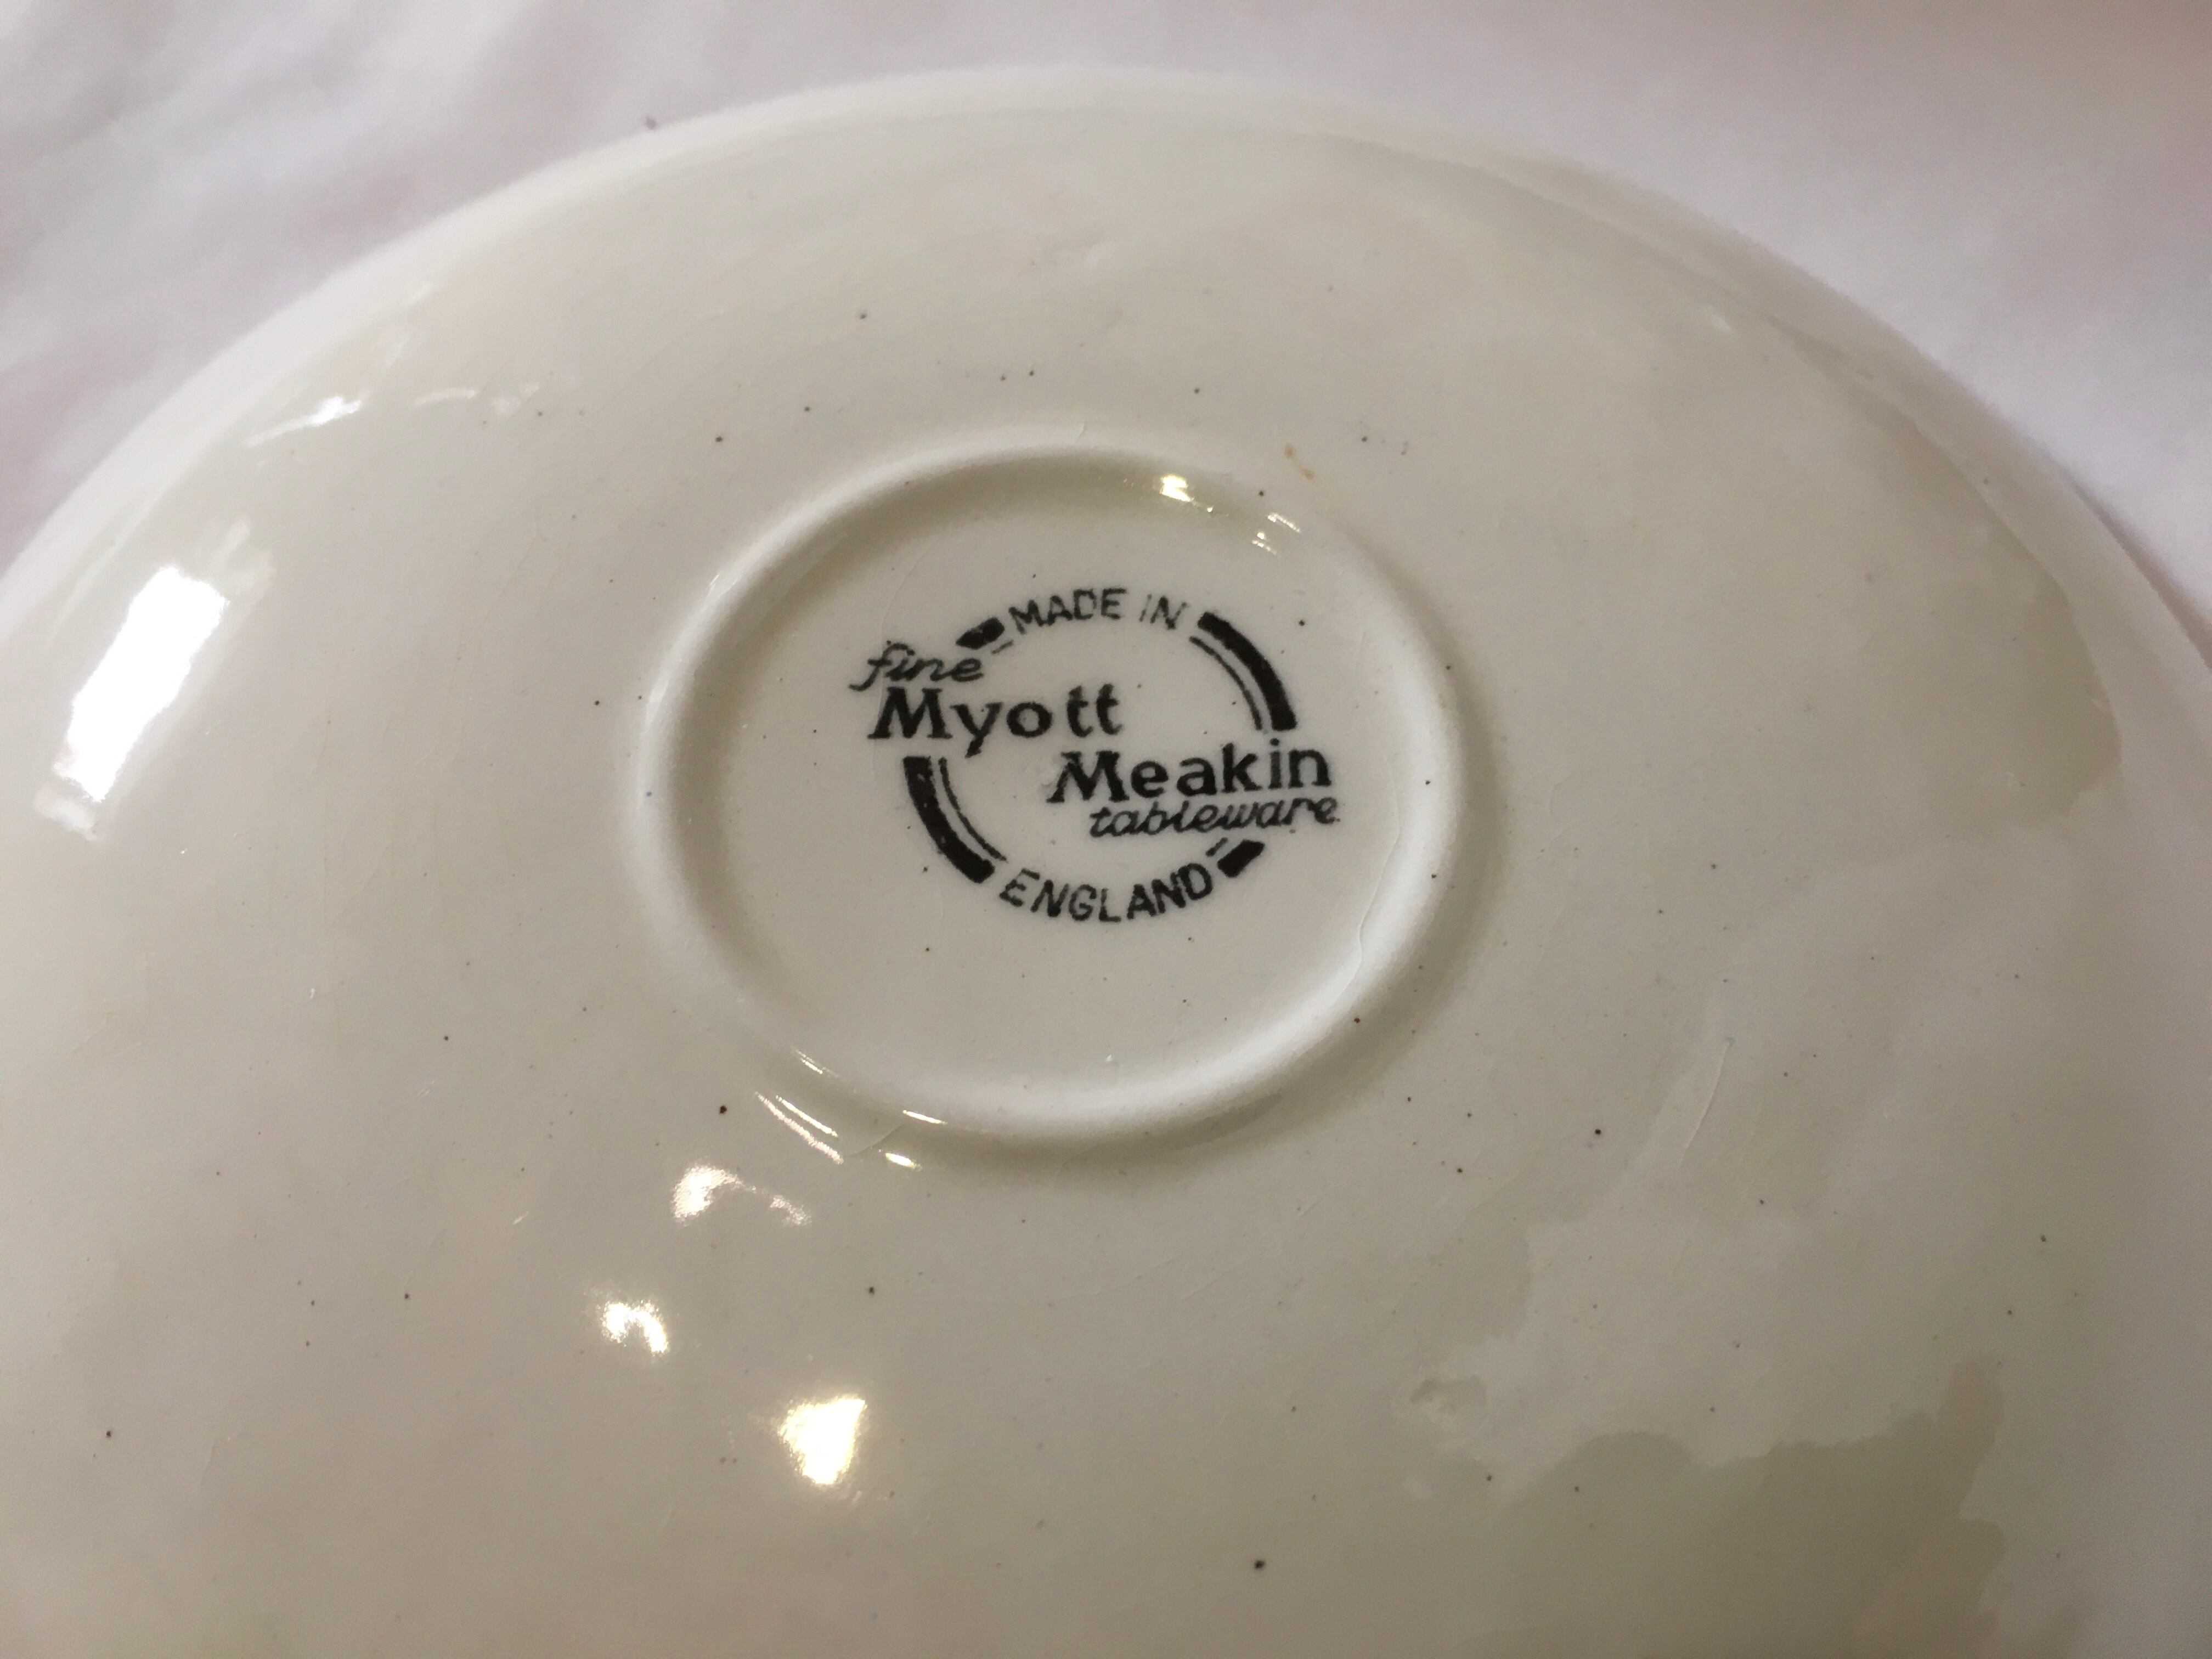 MADE IN
fine
Myott
Meakin
tableware
ENGLAND